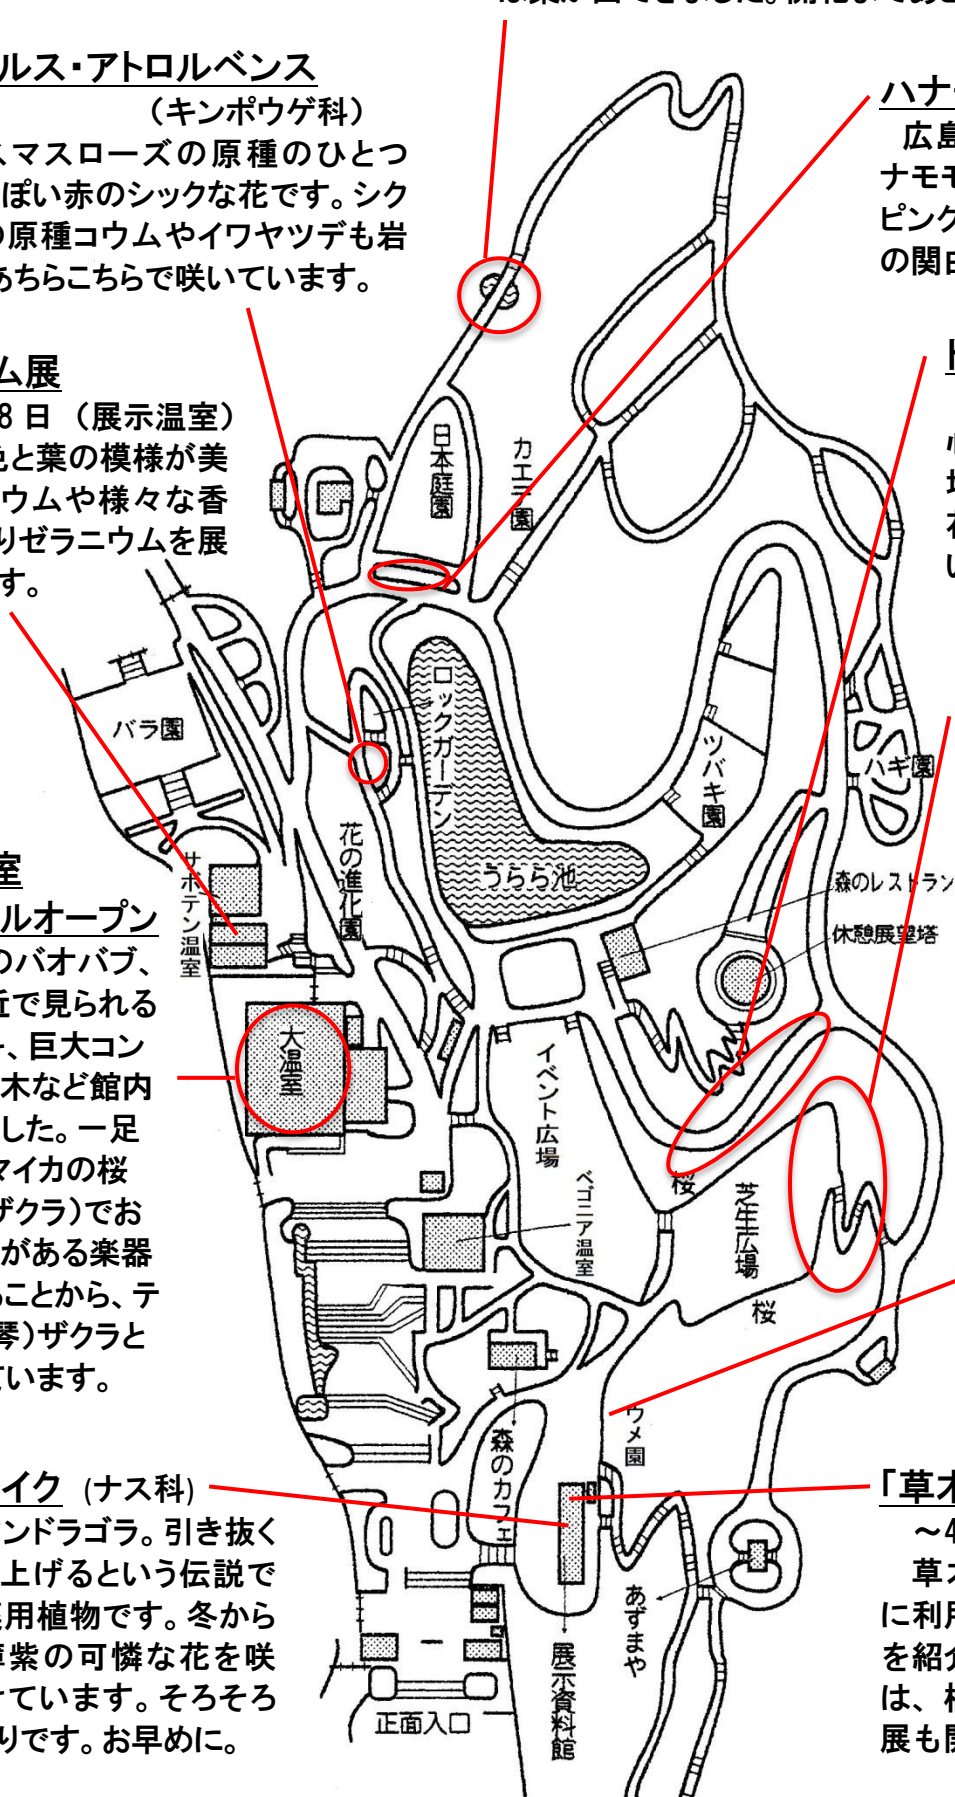 ルス・アトロルベンス
（キンポウゲ科）
スマスローズの原種のひとつ
ぽい赤のシックな花です。シク
の原種コウムやイワヤツデも岩
あちらこちらで咲いています。
ハナ
広島
ナモモ
ピンク
の関由
ム展
8日 （展示温室）
色と葉の模様が美
ウムや様々な香
りゼラニウムを展
す。
日本庭園
カエデ園
バラ園
ロックガーデン
ツバキ園
ハギ園
うらら池
花の進化園
サボテン温室
森のレストラン
休憩展望塔
室
ルオープン
のバオバブ、
近で見られる
、巨大コン
木など館内
した。一足
マイカの桜
ザクラ）でお
がある楽器
ることから、テ
琴）ザクラと
ています。
大温室
イベント広場
ベゴニア温室
桜
芝生広場
桜
ウメ園
森のカフェ
イク (ナス科)
マンドラゴラ。引き抜く
上げるという伝説で
薬用植物です。冬から
薄紫の可憐な花を咲
けています。そろそろ
りです。お早めに。
「草木
～4
草木
に利用
を紹介
は、
展も開
あずまや
展示資料館
正面入口